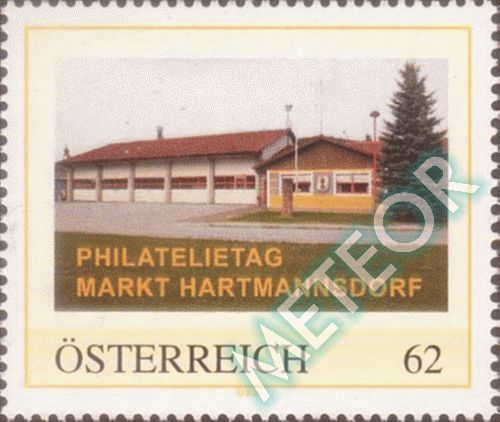 PHILATELIETAG
MARKT HARTMANNSDORF
ÖSTERREICH 62
METEOR